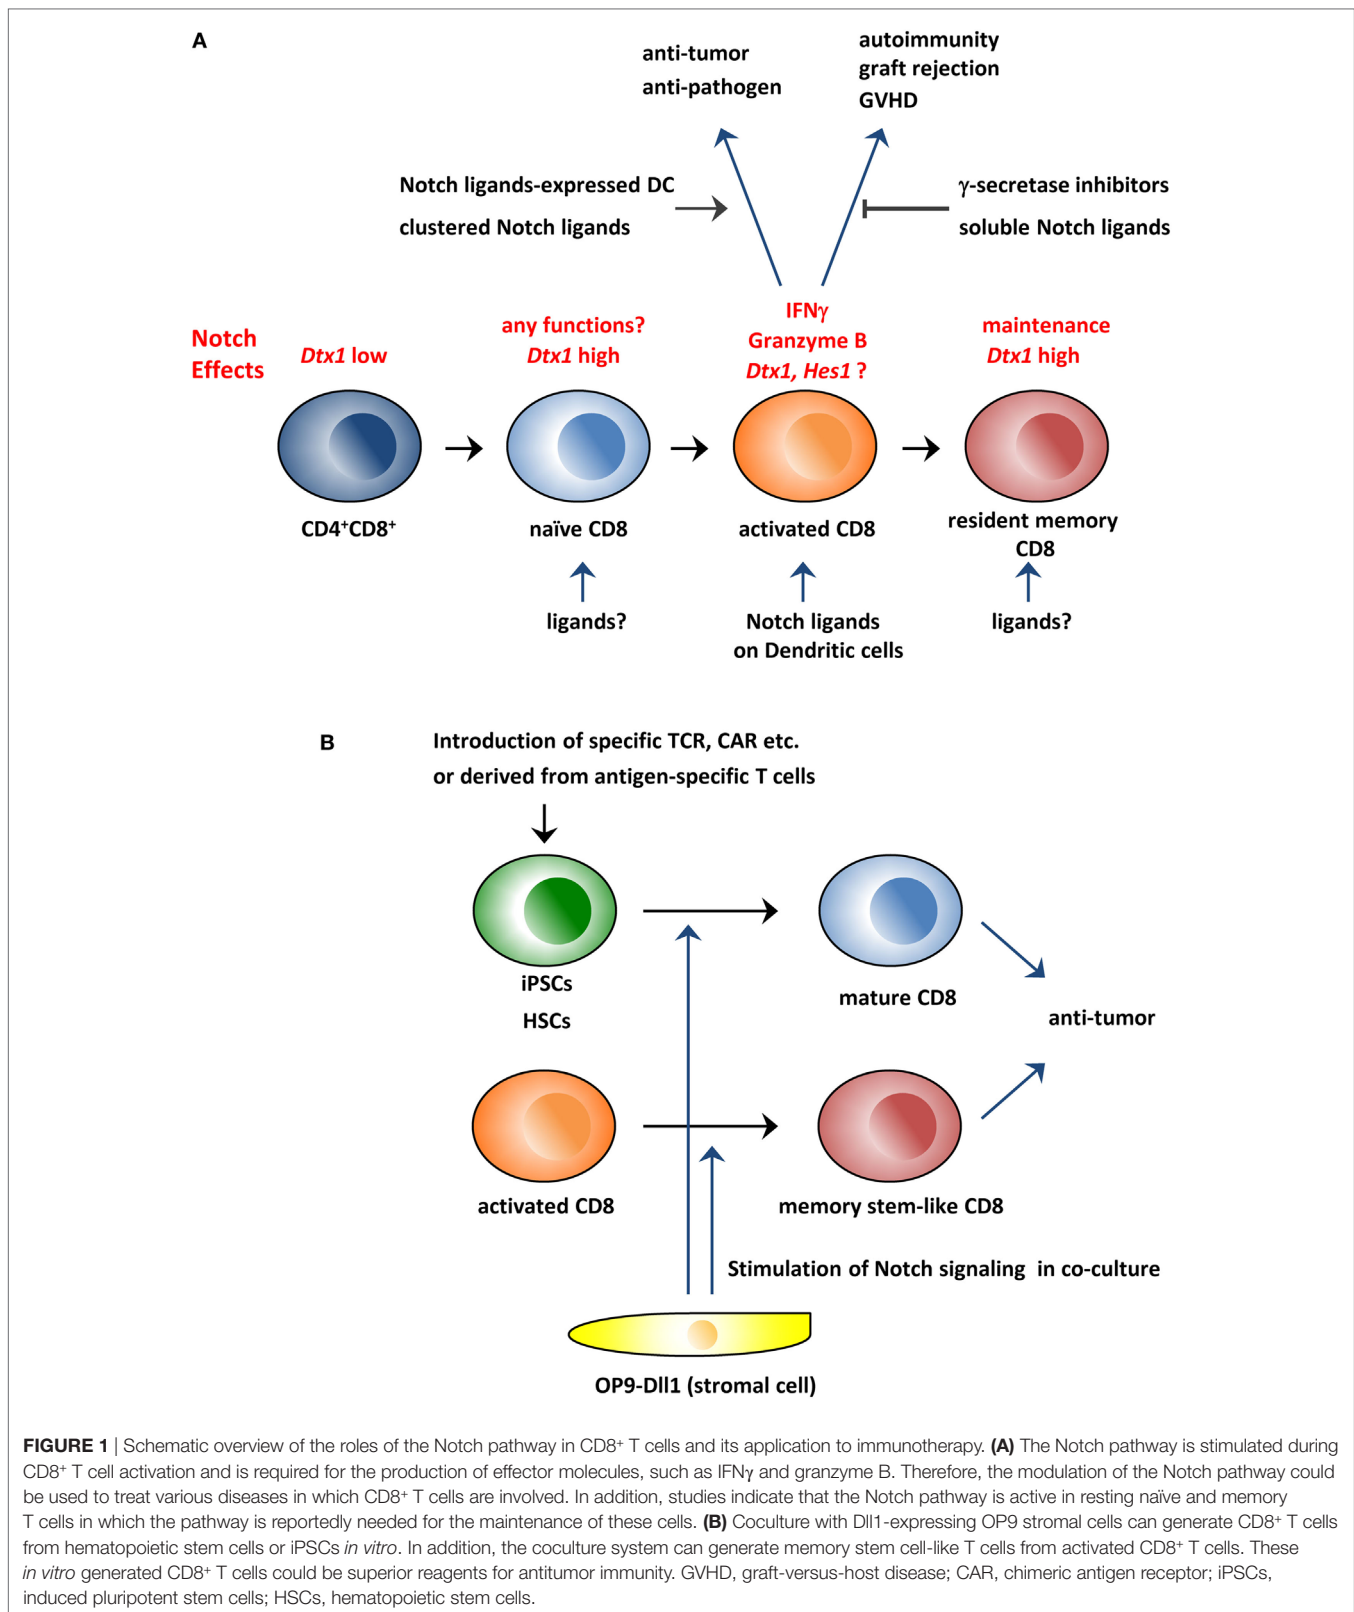 A
anti-tumor
anti-pathogen
autoimmunity
graft rejection
GVHD
Notch ligands-expressed DC
clustered Notch ligands
γ-secretase inhibitors
soluble Notch ligands
Notch
Effects
Dtx1 low
any functions?
Dtx1 high
IFNγ
Granzyme B
Dtx1, Hes1 ?
maintenance
Dtx1 high
CD4⁺CD8⁺
naïve CD8
activated CD8
resident memory
CD8
ligands?
Notch ligands
on Dendritic cells
ligands?
B
Introduction of specific TCR, CAR etc.
or derived from antigen-specific T cells
iPSCs
HSCs
mature CD8
anti-tumor
activated CD8
memory stem-like CD8
Stimulation of Notch signaling in co-culture
OP9-Dll1 (stromal cell)
FIGURE 1 | Schematic overview of the roles of the Notch pathway in CD8⁺ T cells and its application to immunotherapy. (A) The Notch pathway is stimulated during
CD8⁺ T cell activation and is required for the production of effector molecules, such as IFNγ and granzyme B. Therefore, the modulation of the Notch pathway could
be used to treat various diseases in which CD8⁺ T cells are involved. In addition, studies indicate that the Notch pathway is active in resting naïve and memory
T cells in which the pathway is reportedly needed for the maintenance of these cells. (B) Coculture with Dll1-expressing OP9 stromal cells can generate CD8⁺ T cells
from hematopoietic stem cells or iPSCs in vitro. In addition, the coculture system can generate memory stem cell-like T cells from activated CD8⁺ T cells. These
in vitro generated CD8⁺ T cells could be superior reagents for antitumor immunity. GVHD, graft-versus-host disease; CAR, chimeric antigen receptor; iPSCs,
induced pluripotent stem cells; HSCs, hematopoietic stem cells.